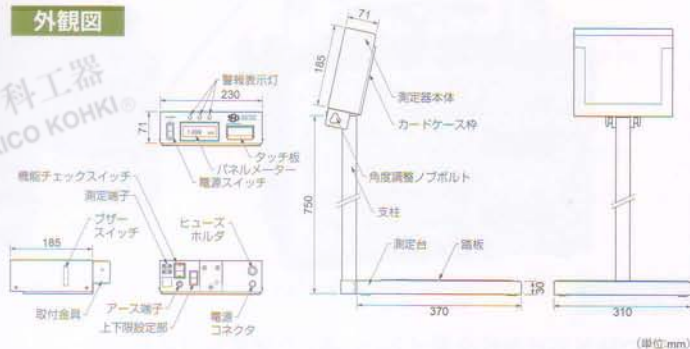 外観図
科工器
AICO KOHKI®
警報表示灯
230
71
タッチ板
パネルメーター
電源スイッチ
機能チェックスイッチ
測定端子
ブザー
スイッチ
185
取付金具
ヒューズ
ホルダ
アース端子
上下限設定部
電源
コネクタ
71
185
測定器本体
カードケース枠
角度調整ノブボルト
支柱
750
測定台
踏板
370
30
310
(単位:mm)